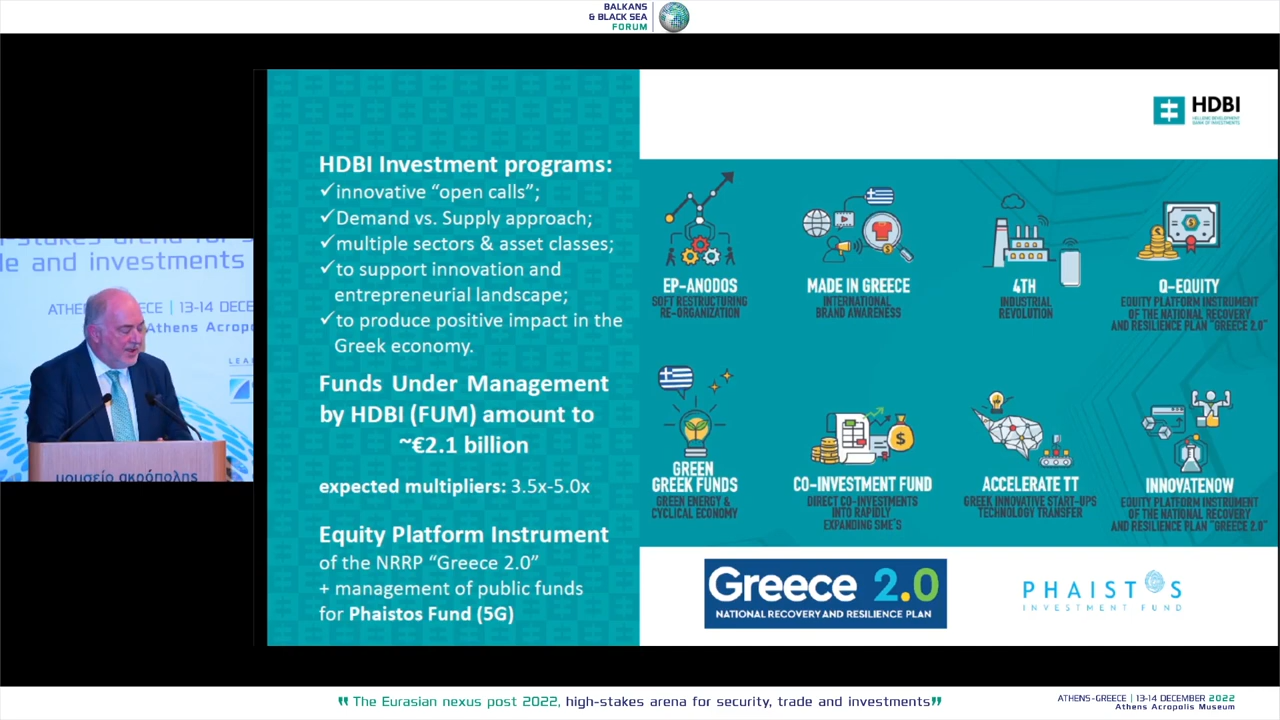 BALKANS
& BLACK SEA
FORUM
HDBI
HELLENIC DEVELOPMENT
BANK OF INVESTMENTS
HDBI Investment programs:
✓innovative “open calls”;
✓Demand vs. Supply approach;
✓multiple sectors & asset classes;
✓to support innovation and
entrepreneurial landscape;
✓to produce positive impact in the
Greek economy.
Funds Under Management
by HDBI (FUM) amount to
~€2.1 billion
expected multipliers: 3.5x-5.0x
Equity Platform Instrument
of the NRRP “Greece 2.0”
+ management of public funds
for Phaistos Fund (5G)
EP-ANODOS
SOFT RESTRUCTURING
RE-ORGANIZATION
MADE IN GREECE
INTERNATIONAL
BRAND AWARENESS
4TH
INDUSTRIAL
REVOLUTION
Q-EQUITY
EQUITY PLATFORM INSTRUMENT
OF THE NATIONAL RECOVERY
AND RESILIENCE PLAN "GREECE 2.0"
GREEN
GREEK FUNDS
GREEN ENERGY &
CYCLICAL ECONOMY
CO-INVESTMENT FUND
DIRECT CO-INVESTMENTS
INTO RAPIDLY
EXPANDING SME'S
ACCELERATE TT
GREEK INNOVATIVE START-UPS
TECHNOLOGY TRANSFER
INNOVATENOW
EQUITY PLATFORM INSTRUMENT
OF THE NATIONAL RECOVERY
AND RESILIENCE PLAN "GREECE 2.0"
Greece 2.0
NATIONAL RECOVERY AND RESILIENCE PLAN
PHAISTOS
INVESTMENT FUND
le and investments
ATHENS-GREECE | 13-14 DECE
Athens Acropo
LEA
μουσείο ακρόπολης
"The Eurasian nexus post 2022, high-stakes arena for security, trade and investments"
ATHENS-GREECE | 13-14 DECEMBER 2022
Athens Acropolis Museum